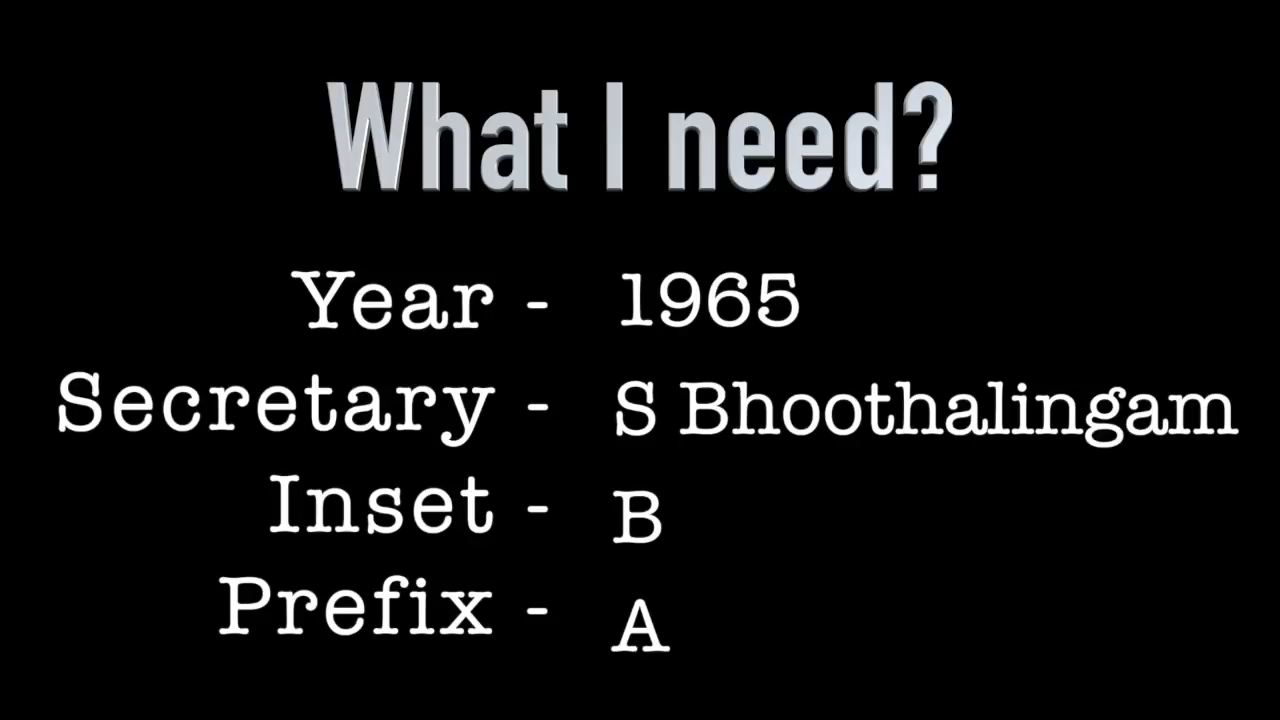 What I need?
Year - 1965
Secretary - S Bhoothalingam
Inset - B
Prefix - A